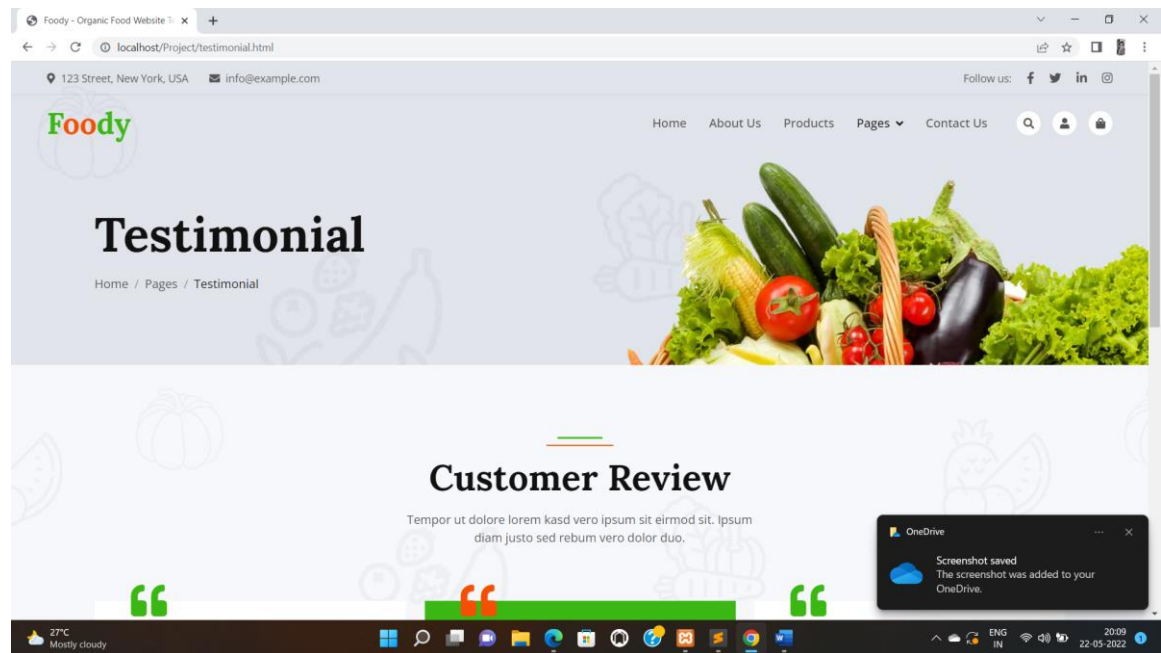 Foody - Organic Food Website T
localhost/Project/testimonial.html
123 Street, New York, USA info@example.com Follow us: f in
Foody Home About Us Products Pages Contact Us
Testimonial
Home / Pages / Testimonial
Customer Review
Tempor ut dolore lorem kasd vero ipsum sit eirmod sit. Ipsum
diam justo sed rebum vero dolor duo.
“ “ “
OneDrive
Screenshot saved
The screenshot was added to your
OneDrive.
27°C
Mostly cloudy
ENG
IN
20:09
22-05-2022
1